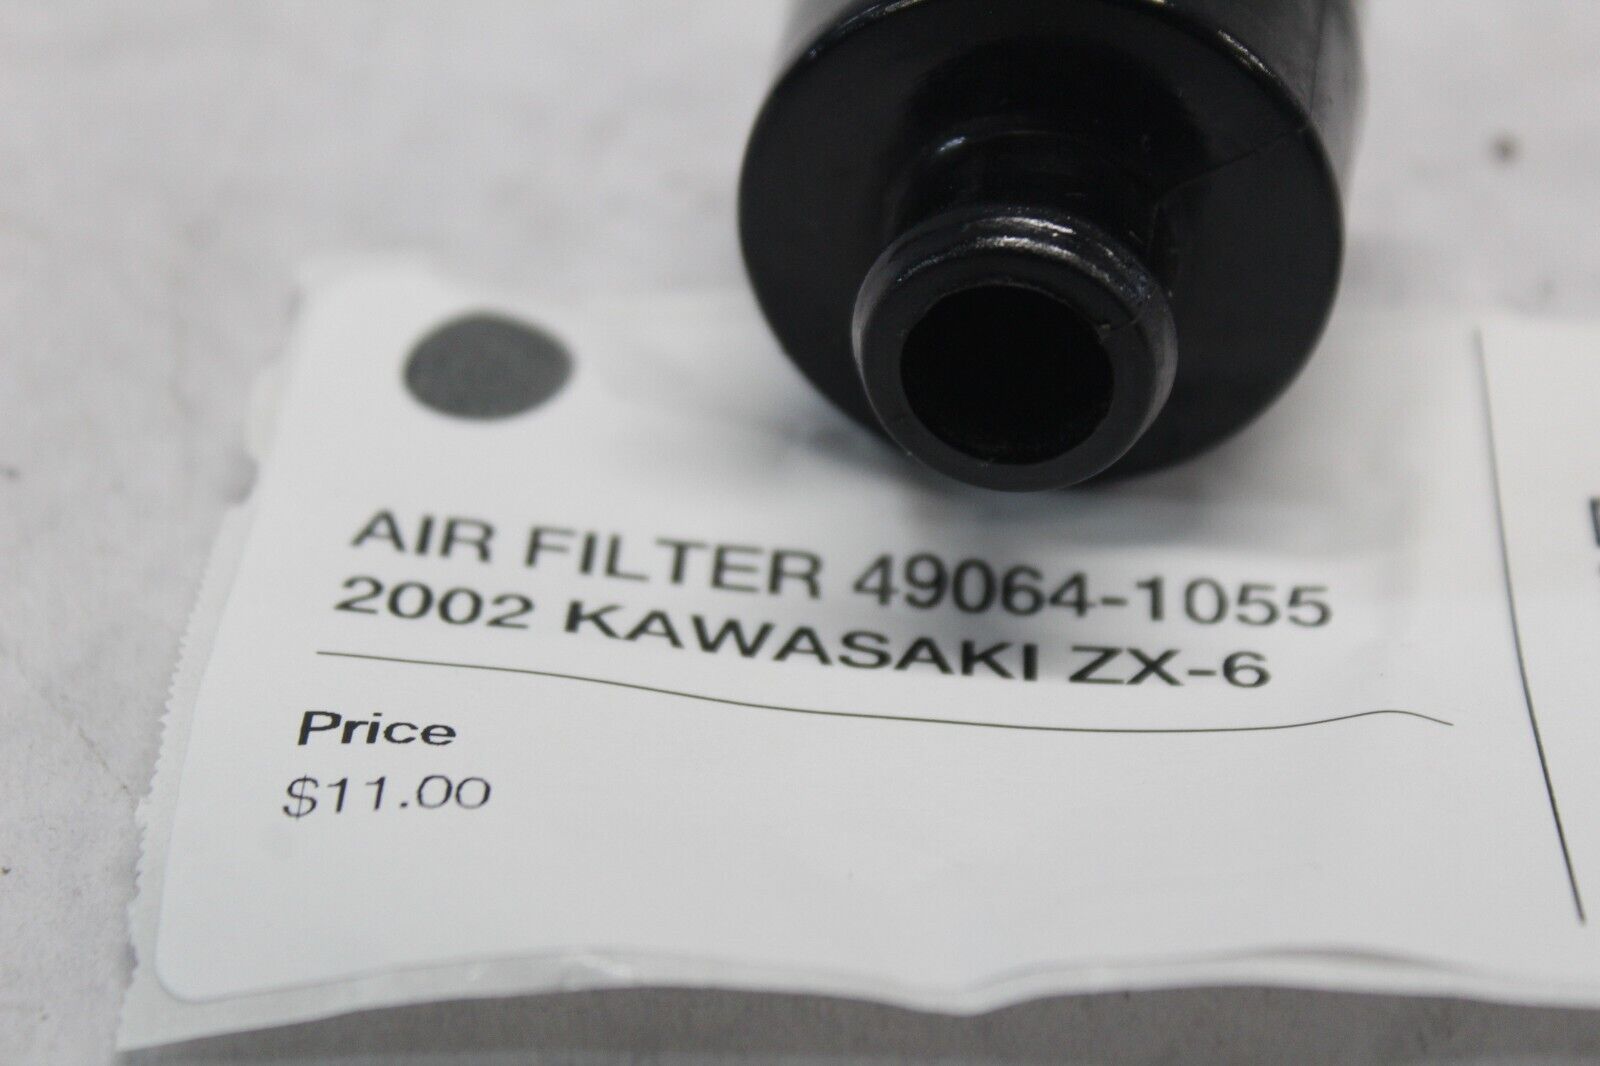 AIR FILTER 49064-1055
2002 KAWASAKI ZX-6
Price
$11.00